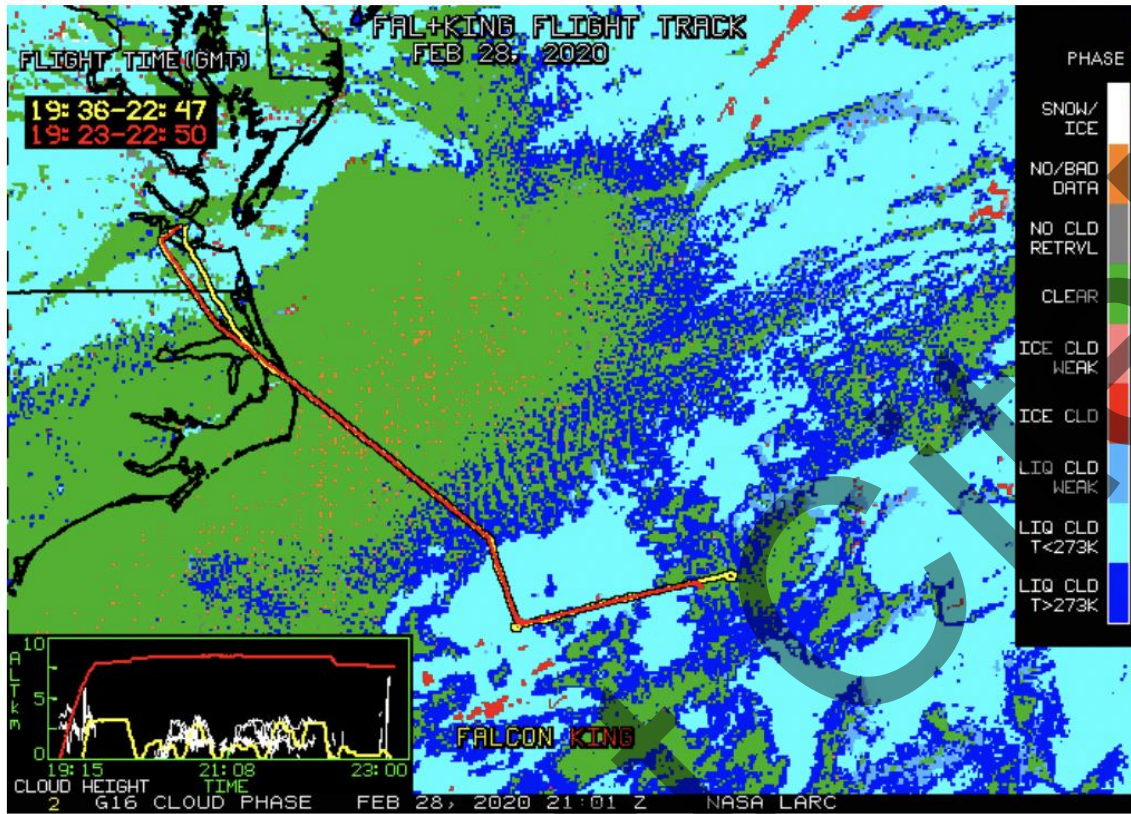 FAL+KING FLIGHT TRACK
FEB 28, 2020
FLIGHT TIME(GMT)
19:36-22:47
19:23-22:50
PHASE
SNOW/
ICE
NO/BAD
DATA
NO CLD
RETRVL
CLEAR
ICE CLD
WEAK
ICE CLD
LIQ CLD
WEAK
LIQ CLD
T<273K
LIQ CLD
T>273K
FALCON KING
10
5
0
ALT km
19:15 21:08 23:00
CLOUD HEIGHT TIME
2 G16 CLOUD PHASE FEB 28, 2020 21:01 Z NASA LARC